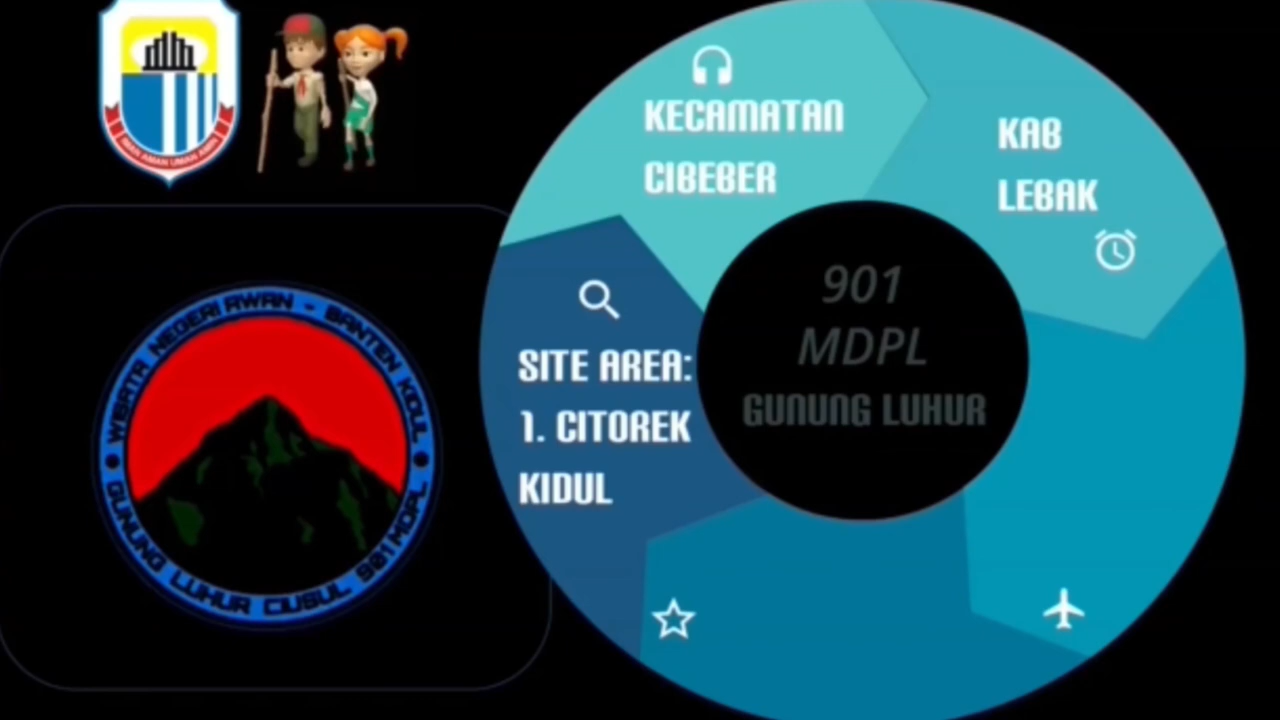 KECAMATAN
CIBEBER
KAB
LEBAK
SITE AREA:
1. CITOREK
KIDUL
901
MDPL
GUNUNG LUHUR
WISATA NEGERI AWAN - BANTEN KIDUL
GUNUNG LUHUR CIUSUL 901 MDPL